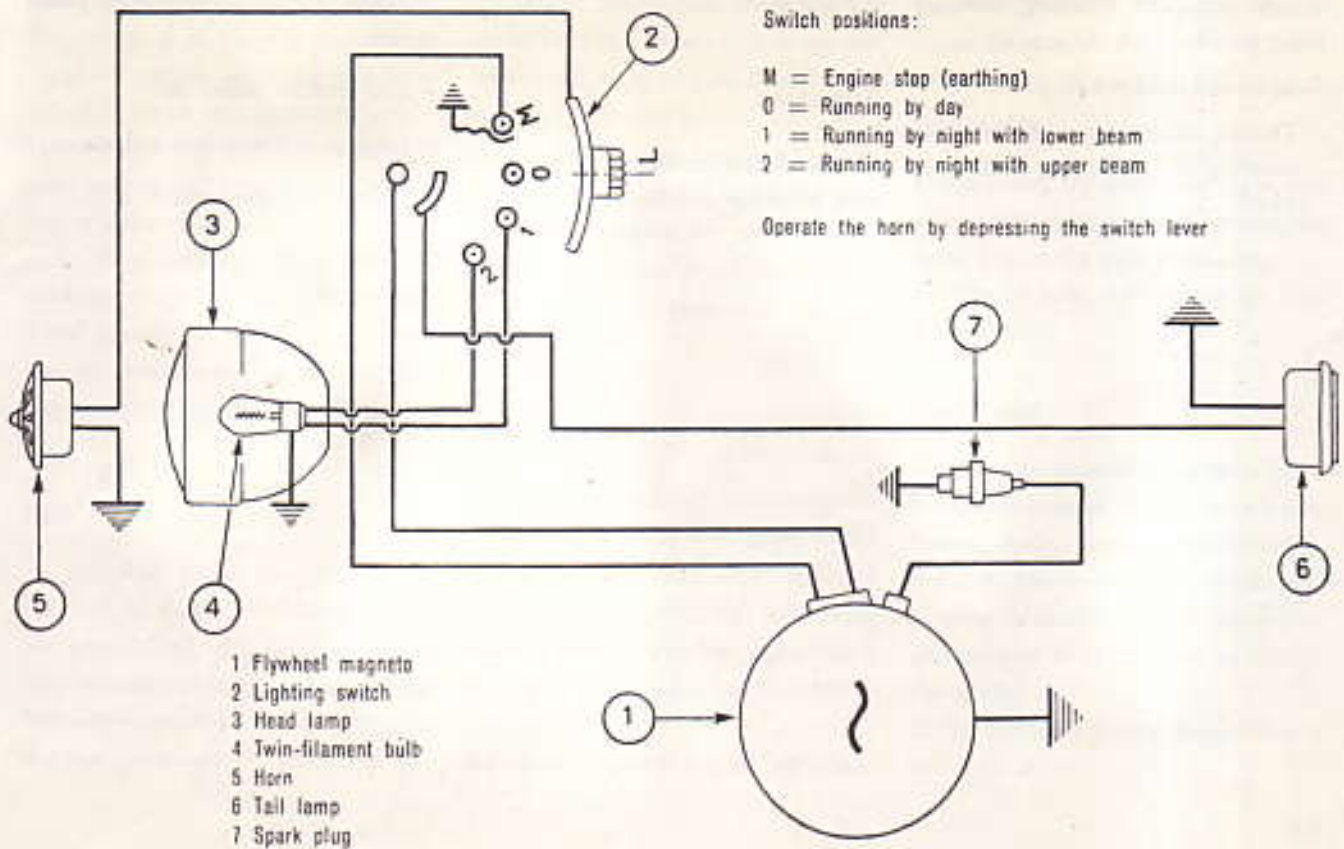 Switch positions:
M = Engine stop (earthing)
0 = Running by day
1 = Running by night with lower beam
2 = Running by night with upper beam
Operate the horn by depressing the switch lever
2
M
0
L
1
2
3
7
5
4
6
1
1 Flywheel magneto
2 Lighting switch
3 Head lamp
4 Twin-filament bulb
5 Horn
6 Tail lamp
7 Spark plug